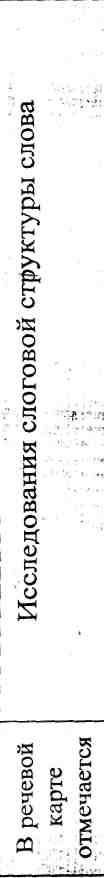 Исследования слоговой структуры слова
В речевой
карте
отмечается